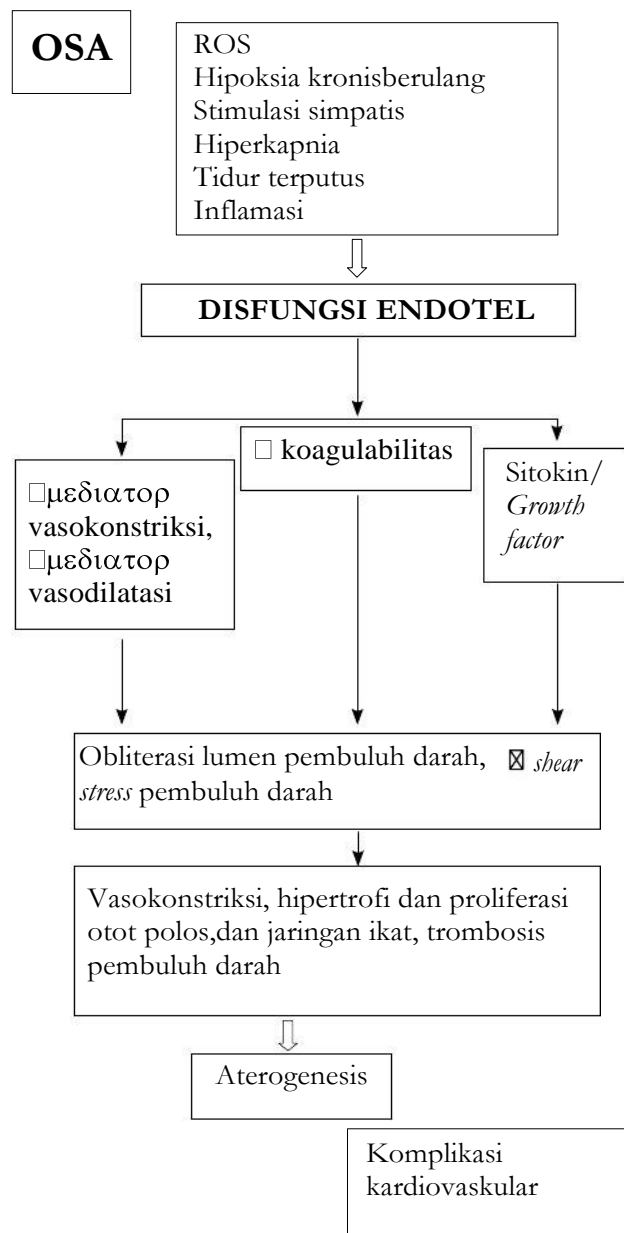 OSA
ROS
Hipoksia kronisberulang
Stimulasi simpatis
Hiperkapnia
Tidur terputus
Inflamasi
DISFUNGSI ENDOTEL
□μεδιατορ
vasokonstriksi,
□μεδιατορ
vasodilatasi
□ koagulabilitas
Sitokin/
Growth
factor
Obliterasi lumen pembuluh darah, ☒ shear
stress pembuluh darah
Vasokonstriksi, hipertrofi dan proliferasi
otot polos,dan jaringan ikat, trombosis
pembuluh darah
Aterogenesis
Komplikasi
kardiovaskular